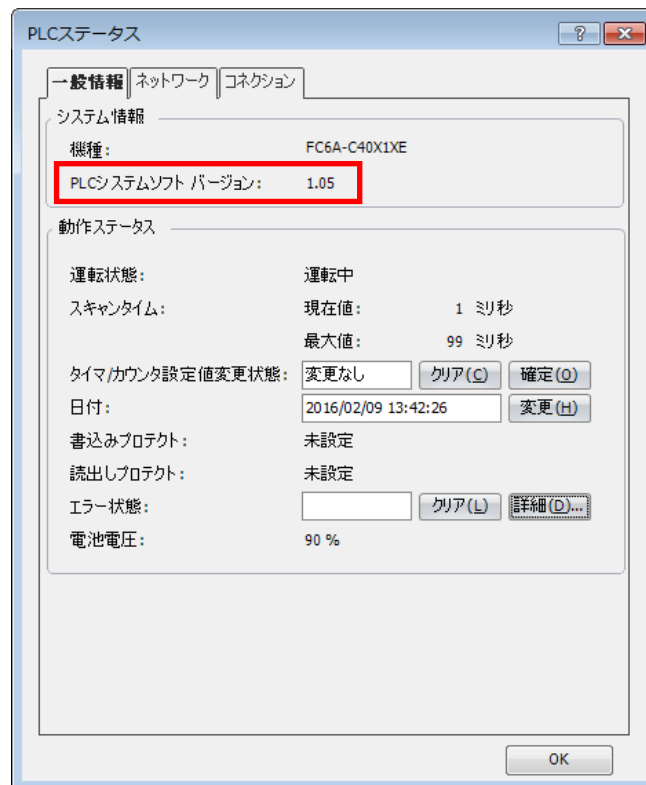 PLCステータス
一般情報 ネットワーク コネクション
システム情報
機種： FC6A-C40X1XE
PLCシステムソフト バージョン： 1.05
動作ステータス
運転状態： 運転中
スキャンタイム： 現在値： 1 ミリ秒
最大値： 99 ミリ秒
タイマ/カウンタ設定値変更状態： 変更なし クリア(C) 確定(O)
日付： 2016/02/09 13:42:26 変更(H)
書込みプロテクト： 未設定
読出しプロテクト： 未設定
エラー状態： クリア(L) 詳細(D)...
電池電圧： 90 %
OK